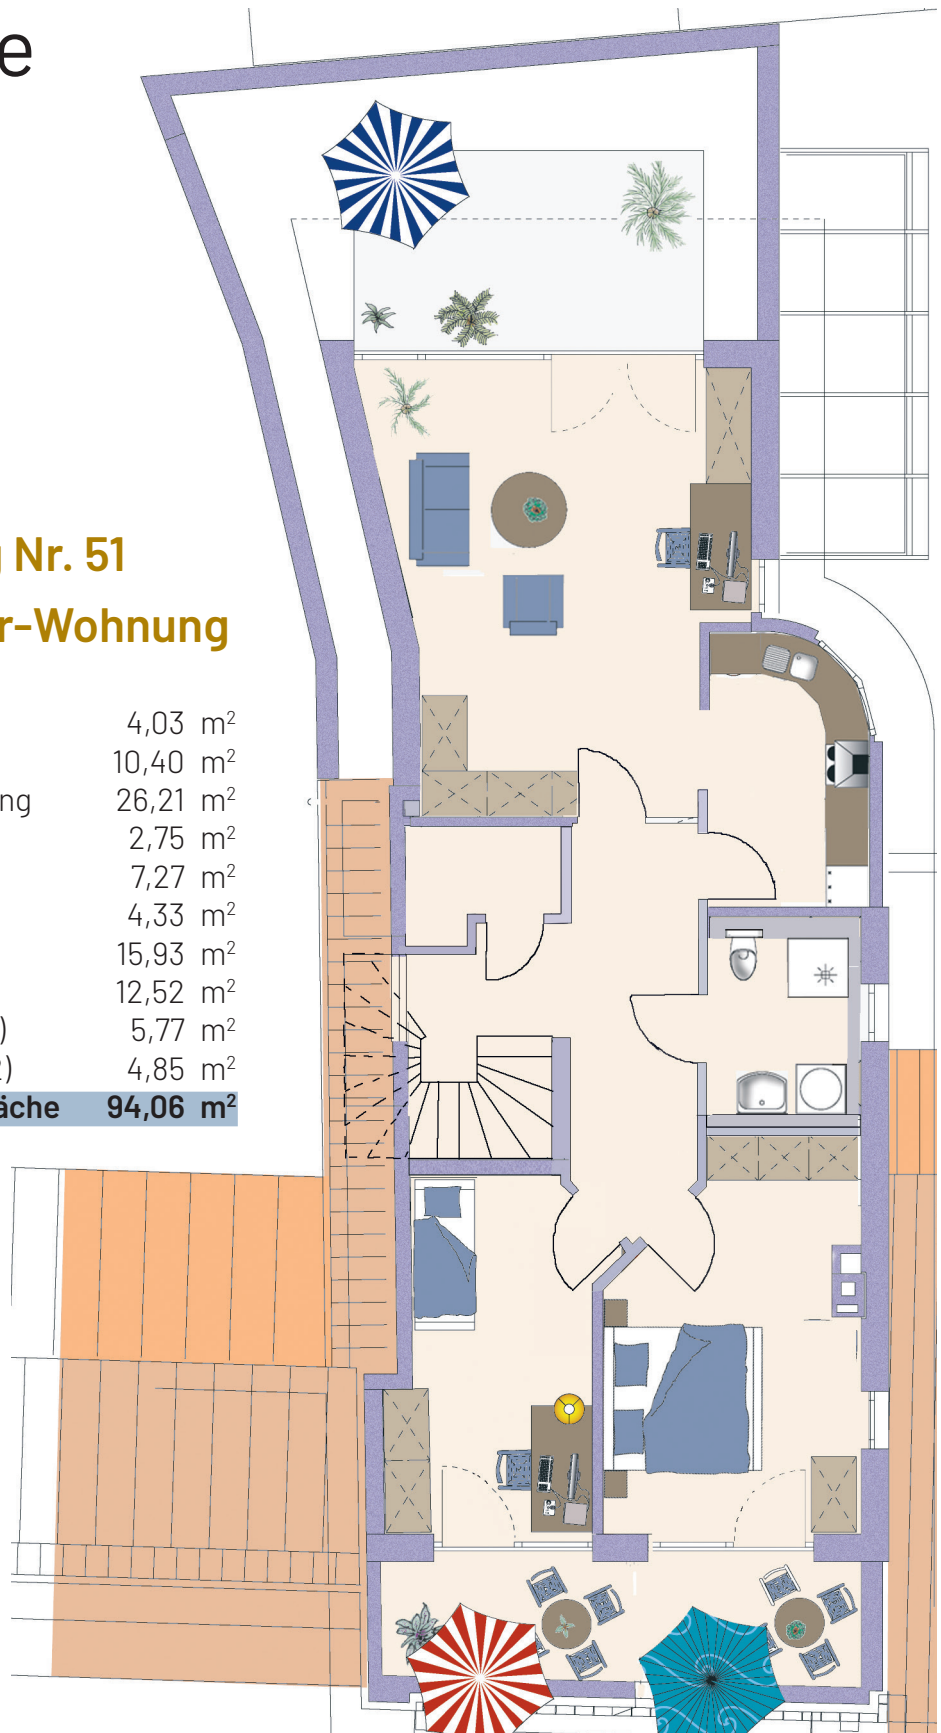 e
g Nr. 51
r-Wohnung
4,03 m²
10,40 m²
ng 26,21 m²
2,75 m²
7,27 m²
4,33 m²
15,93 m²
12,52 m²
) 5,77 m²
2) 4,85 m²
äche 94,06 m²